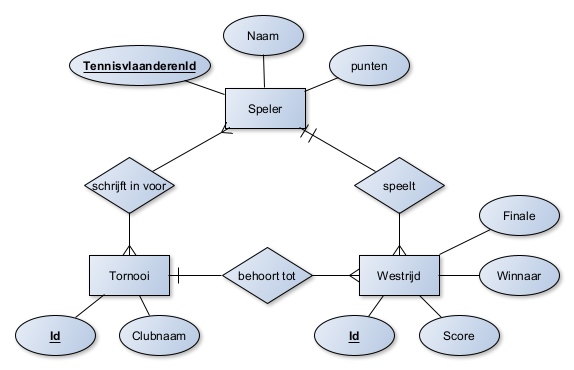 Naam
TennisvlaanderenId
punten
Speler
schrijft in voor
speelt
Finale
Tornooi
behoort tot
Westrijd
Winnaar
Id
Clubnaam
Id
Score